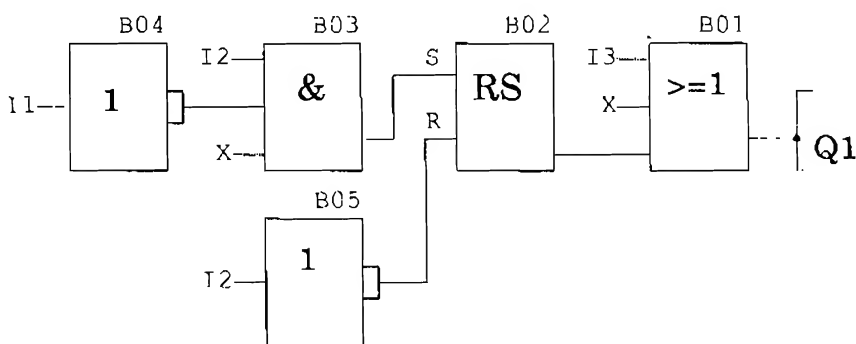 B04 B03 B02 B01
I2 S I3
I1 1 & RS >=1
X
R
X Q1
B05
1
I2